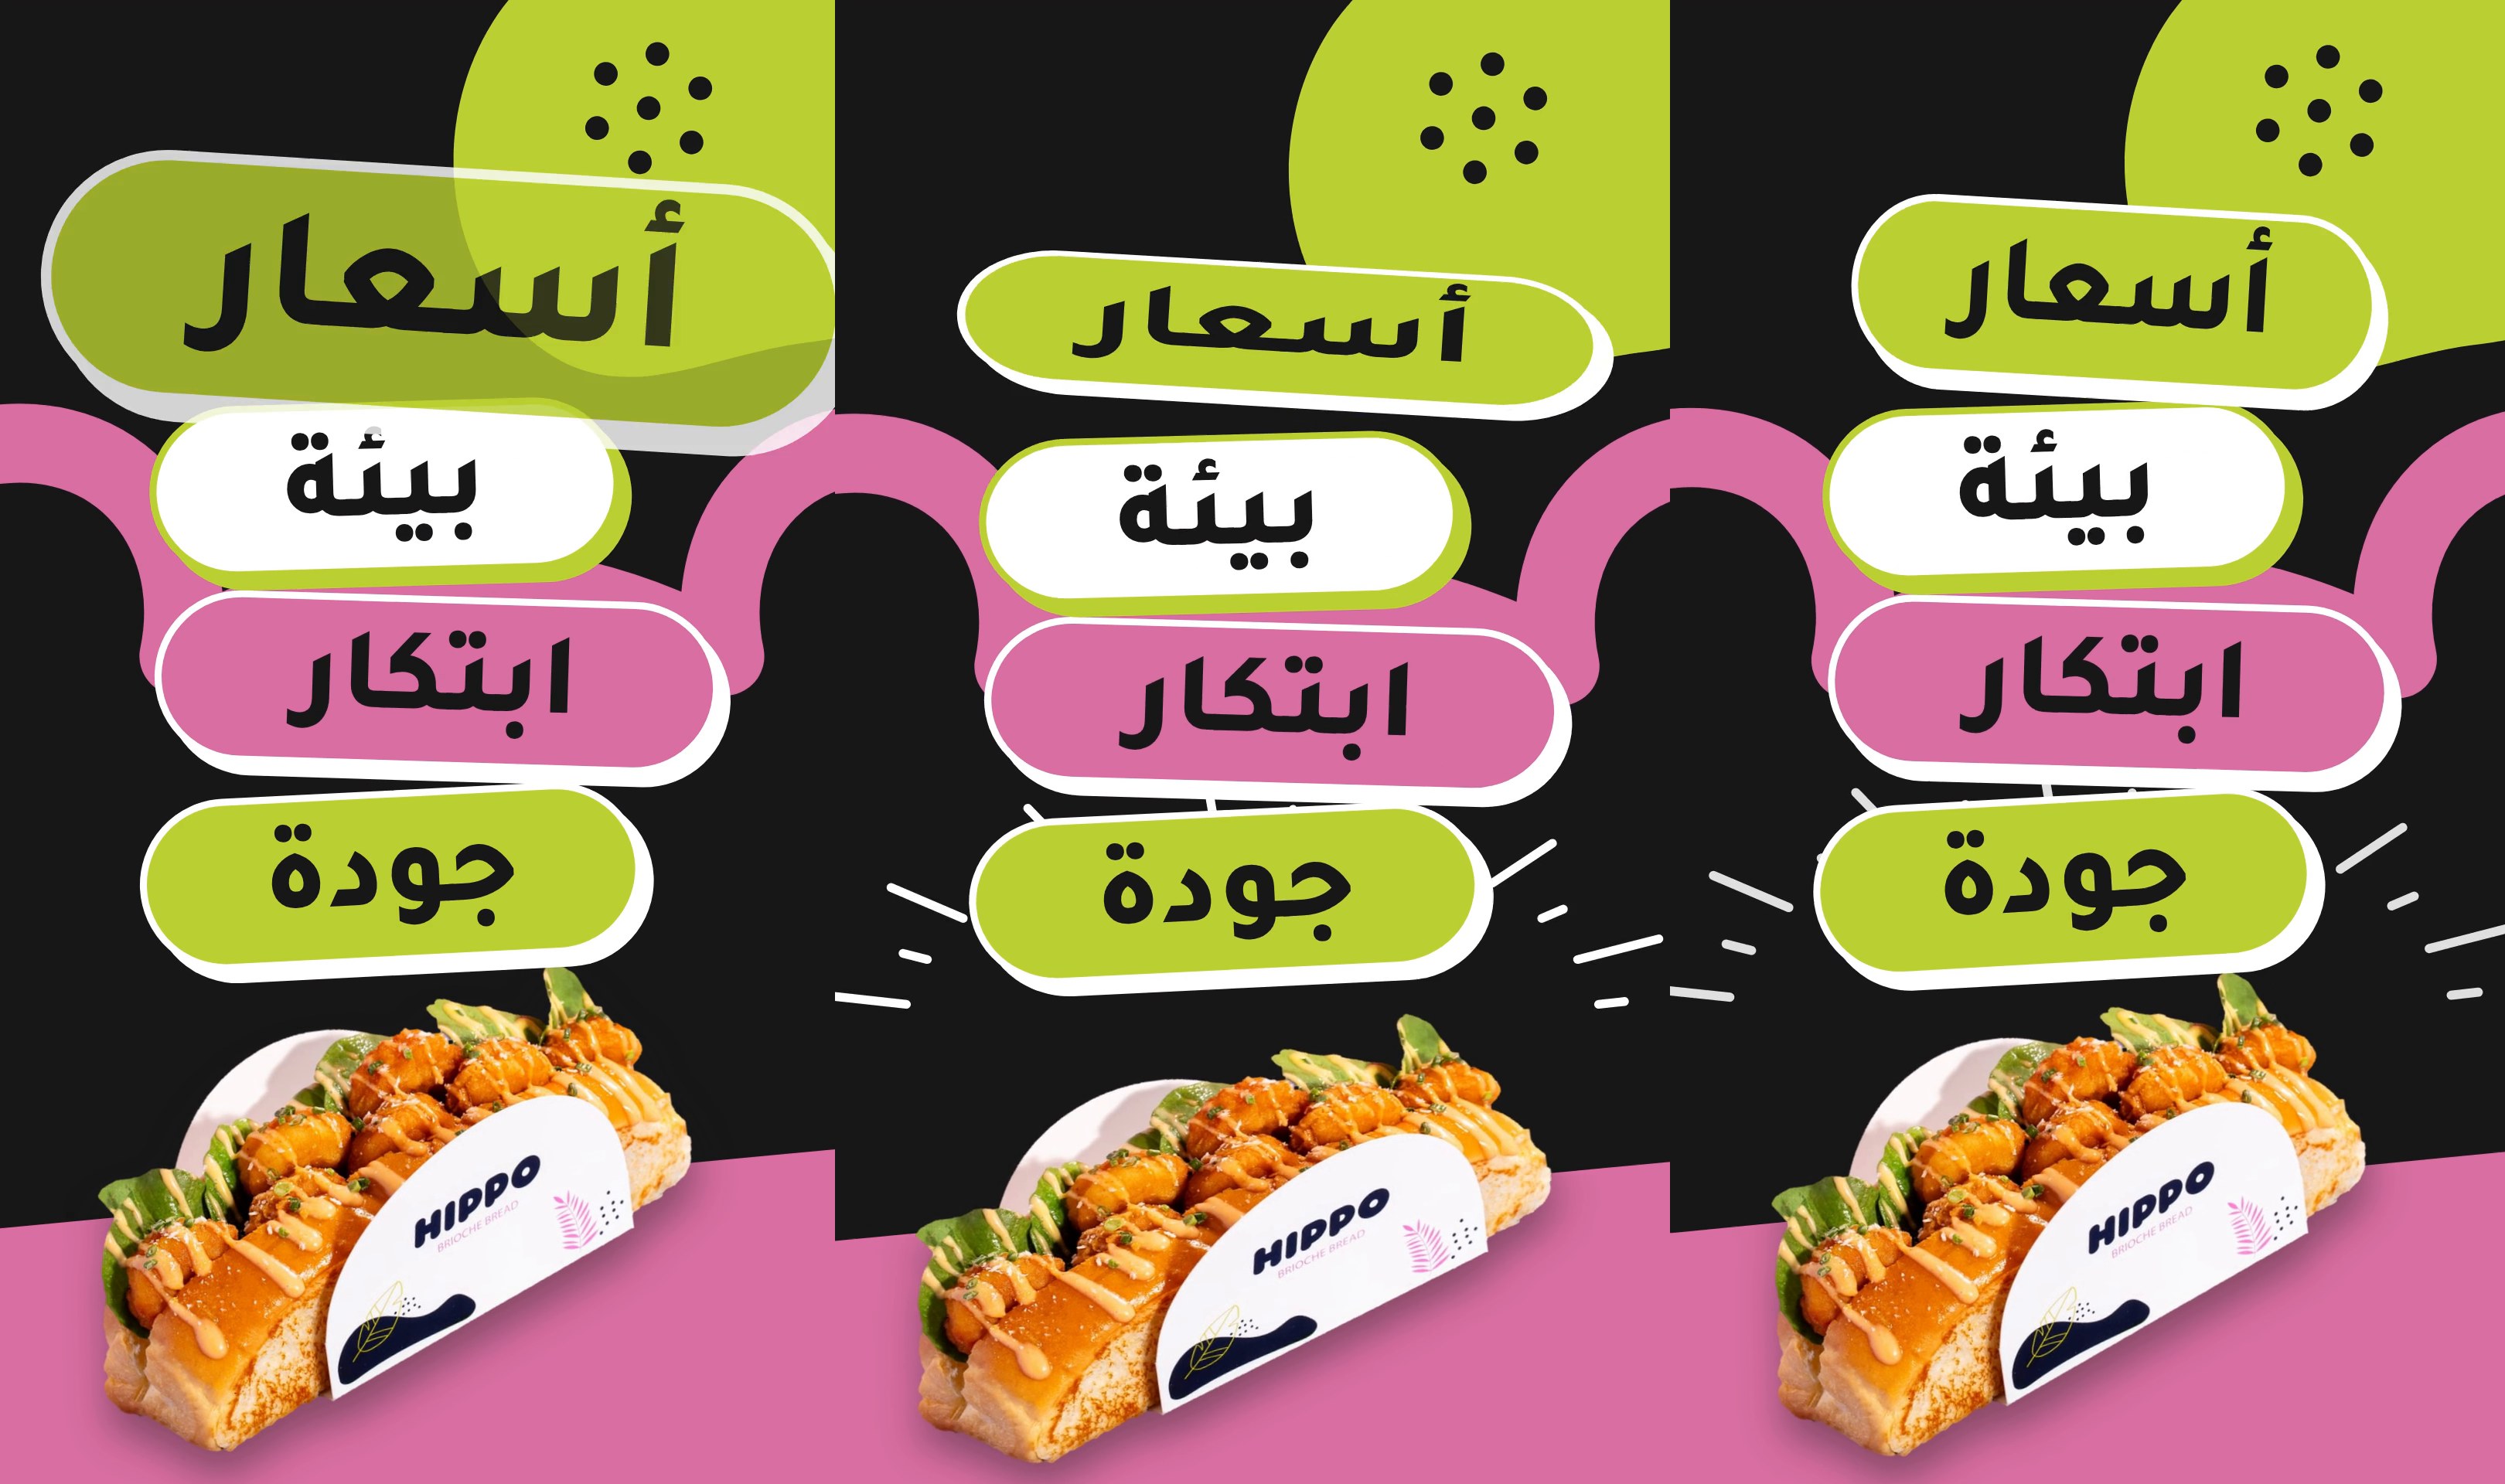 أسعار
بيئة
ابتكار
جودة
HIPPO
BRIOCHE BREAD
أسعار
بيئة
ابتكار
جودة
HIPPO
BRIOCHE BREAD
أسعار
بيئة
ابتكار
جودة
HIPPO
BRIOCHE BREAD